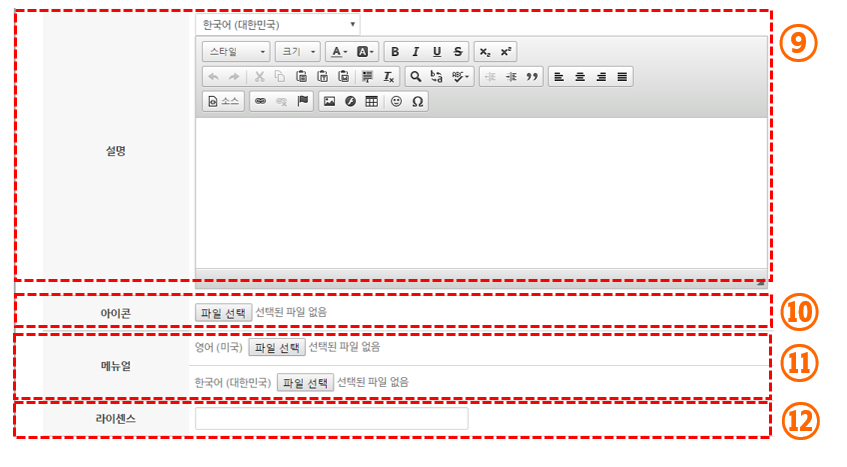 한국어 (대한민국)
⑨
스타일 크기 A A B I U S x₂ x²
ABC
소스 Ω
설명
아이콘 파일 선택 선택된 파일 없음 ⑩
영어 (미국) 파일 선택 선택된 파일 없음
메뉴얼 ⑪
한국어 (대한민국) 파일 선택 선택된 파일 없음
라이센스 ⑫